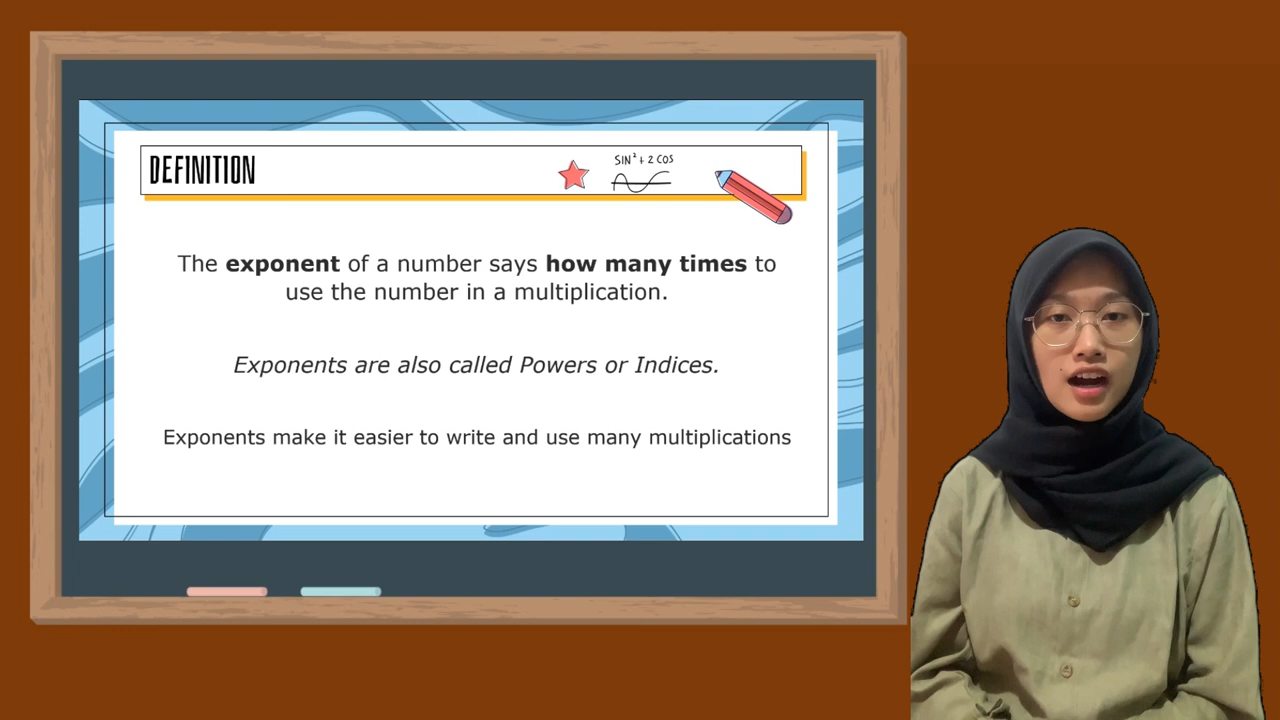 DEFINITION
SIN² + 2 COS
The exponent of a number says how many times to
use the number in a multiplication.
Exponents are also called Powers or Indices.
Exponents make it easier to write and use many multiplications